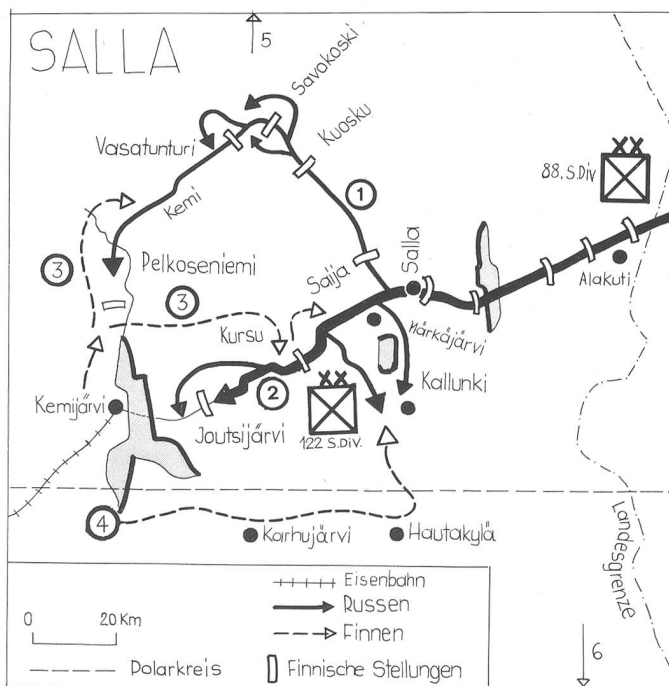 SALLA
5
Savokoski
Kuosku
Vasatunturi
88. S.Div
Kemi
1
3
Pelkoseniemi
Saija
Salla
Alakuti
3
Kursu
Märkäjärvi
Kemijärvi
2
Kallunki
Joutsijärvi
122 S.DIV.
4
Karhujärvi
Hautakylä
Landesgrenze
Eisenbahn
0 20 Km
Russen
Finnen
6
Polarkreis
Finnische Stellungen